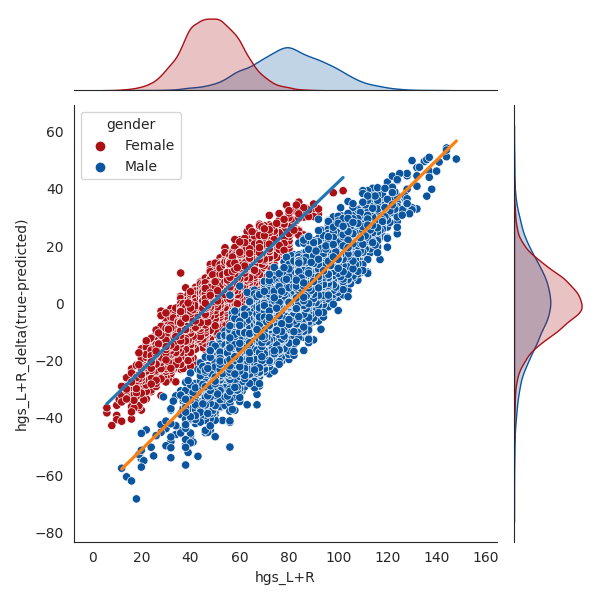 gender
Female
Male
60
40
20
0
−20
−40
−60
−80
hgs_L+R_delta(true-predicted)
0 20 40 60 80 100 120 140 160
hgs_L+R